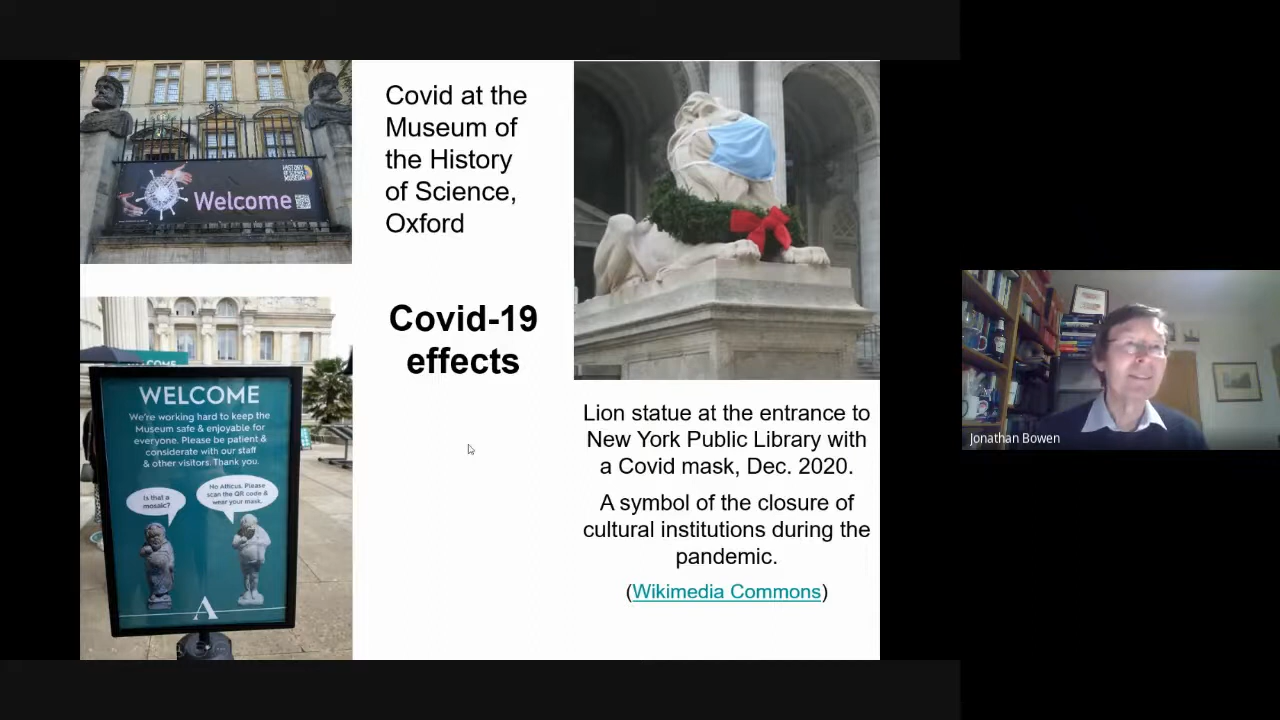 HISTORY
OF SCIENCE
MUSEUM
Welcome
Covid at the
Museum of
the History
of Science,
Oxford
Covid-19
effects
WELCOME
We're working hard to keep the
Museum safe & enjoyable for
everyone. Please be patient &
considerate with our staff
& other visitors. Thank you.
Is that a
mosaic?
No Atticus. Please
scan the QR code &
wear your mask.
A
Lion statue at the entrance to
New York Public Library with
a Covid mask, Dec. 2020.
A symbol of the closure of
cultural institutions during the
pandemic.
(Wikimedia Commons)
Jonathan Bowen